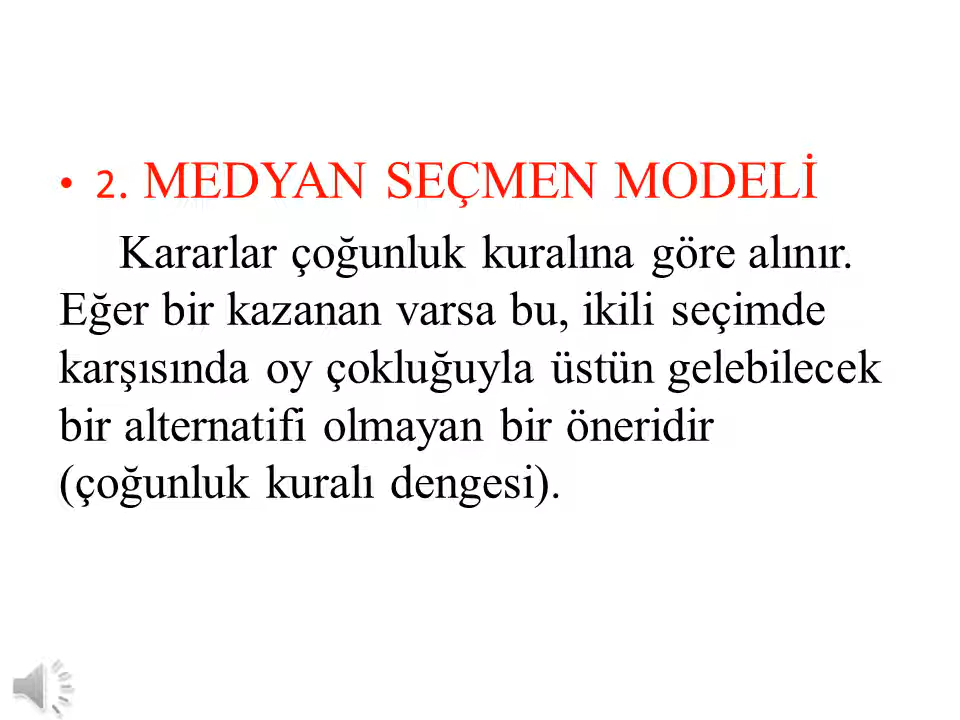 • 2. MEDYAN SEÇMEN MODELİ
Kararlar çoğunluk kuralına göre alınır.
Eğer bir kazanan varsa bu, ikili seçimde
karşısında oy çokluğuyla üstün gelebilecek
bir alternatifi olmayan bir öneridir
(çoğunluk kuralı dengesi).